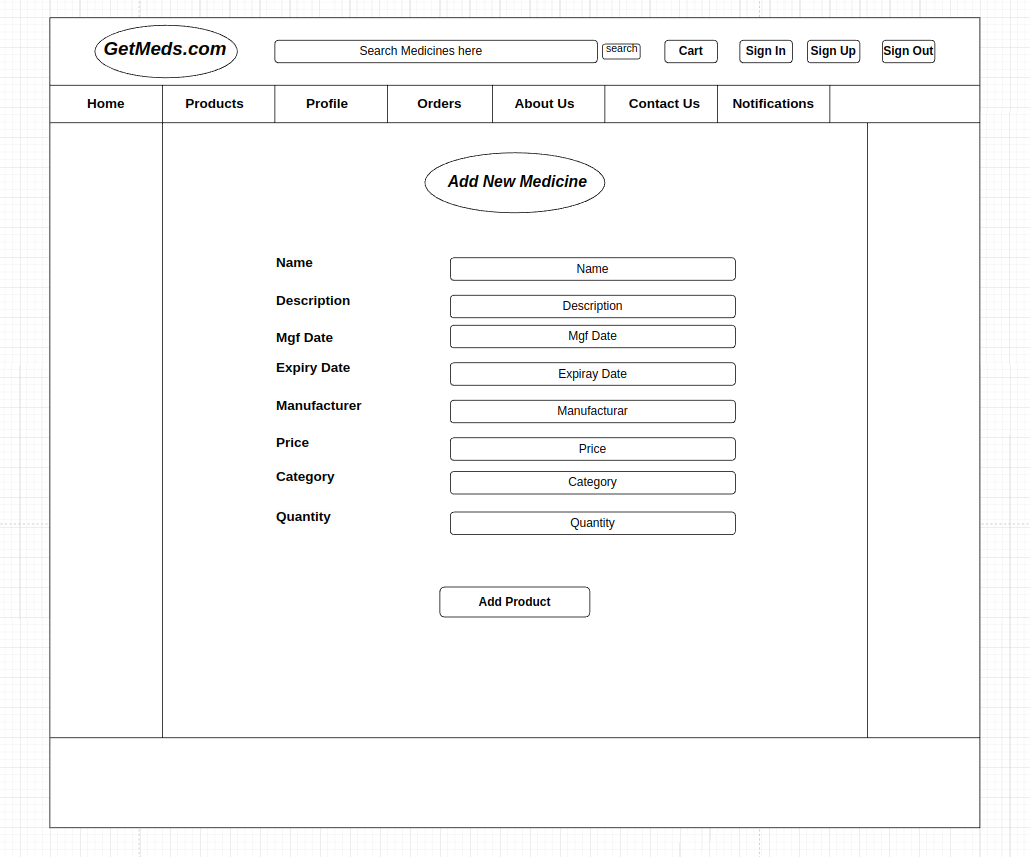 GetMeds.com
Search Medicines here
search
Cart
Sign In
Sign Up
Sign Out
Home
Products
Profile
Orders
About Us
Contact Us
Notifications
Add New Medicine
Name
Name
Description
Description
Mgf Date
Mgf Date
Expiry Date
Expiray Date
Manufacturer
Manufacturar
Price
Price
Category
Category
Quantity
Quantity
Add Product